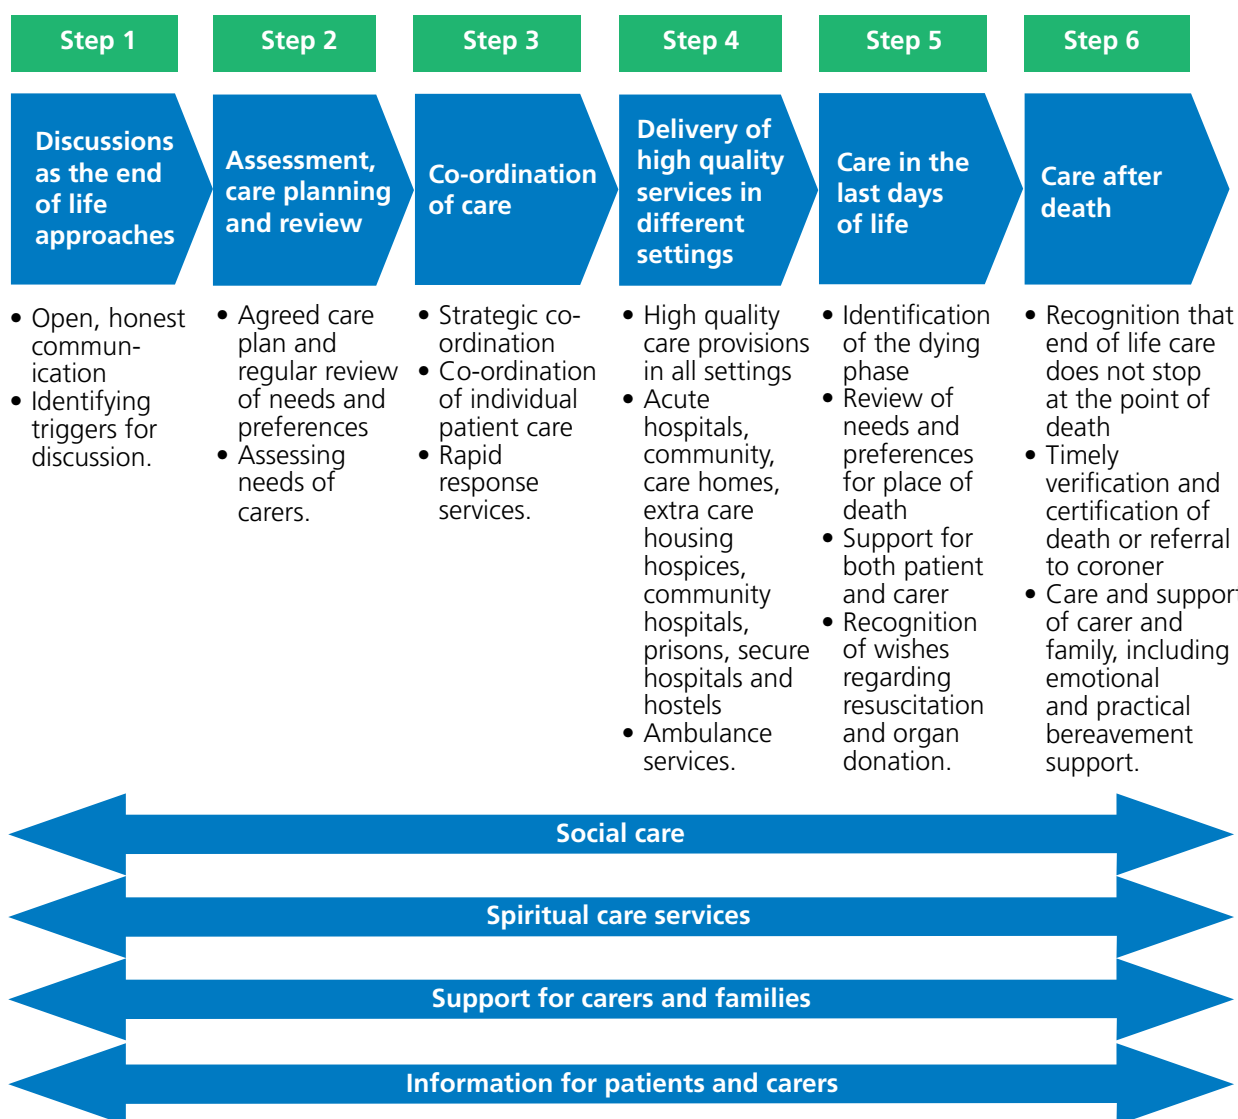 Step 1
Discussions
as the end
of life
approaches
• Open, honest
commun-
ication
• Identifying
triggers for
discussion.
Step 2
Assessment,
care planning
and review
• Agreed care
plan and
regular review
of needs and
preferences
• Assessing
needs of
carers.
Step 3
Co-ordination
of care
• Strategic co-
ordination
• Co-ordination
of individual
patient care
• Rapid
response
services.
Step 4
Delivery of
high quality
services in
different
settings
• High quality
care provisions
in all settings
• Acute
hospitals,
community,
care homes,
extra care
housing
hospices,
community
hospitals,
prisons, secure
hospitals and
hostels
• Ambulance
services.
Step 5
Care in the
last days
of life
• Identification
of the dying
phase
• Review of
needs and
preferences
for place of
death
• Support for
both patient
and carer
• Recognition
of wishes
regarding
resuscitation
and organ
donation.
Step 6
Care after
death
• Recognition that
end of life care
does not stop
at the point of
death
• Timely
verification and
certification of
death or referral
to coroner
• Care and support
of carer and
family, including
emotional
and practical
bereavement
support.
Social care
Spiritual care services
Support for carers and families
Information for patients and carers